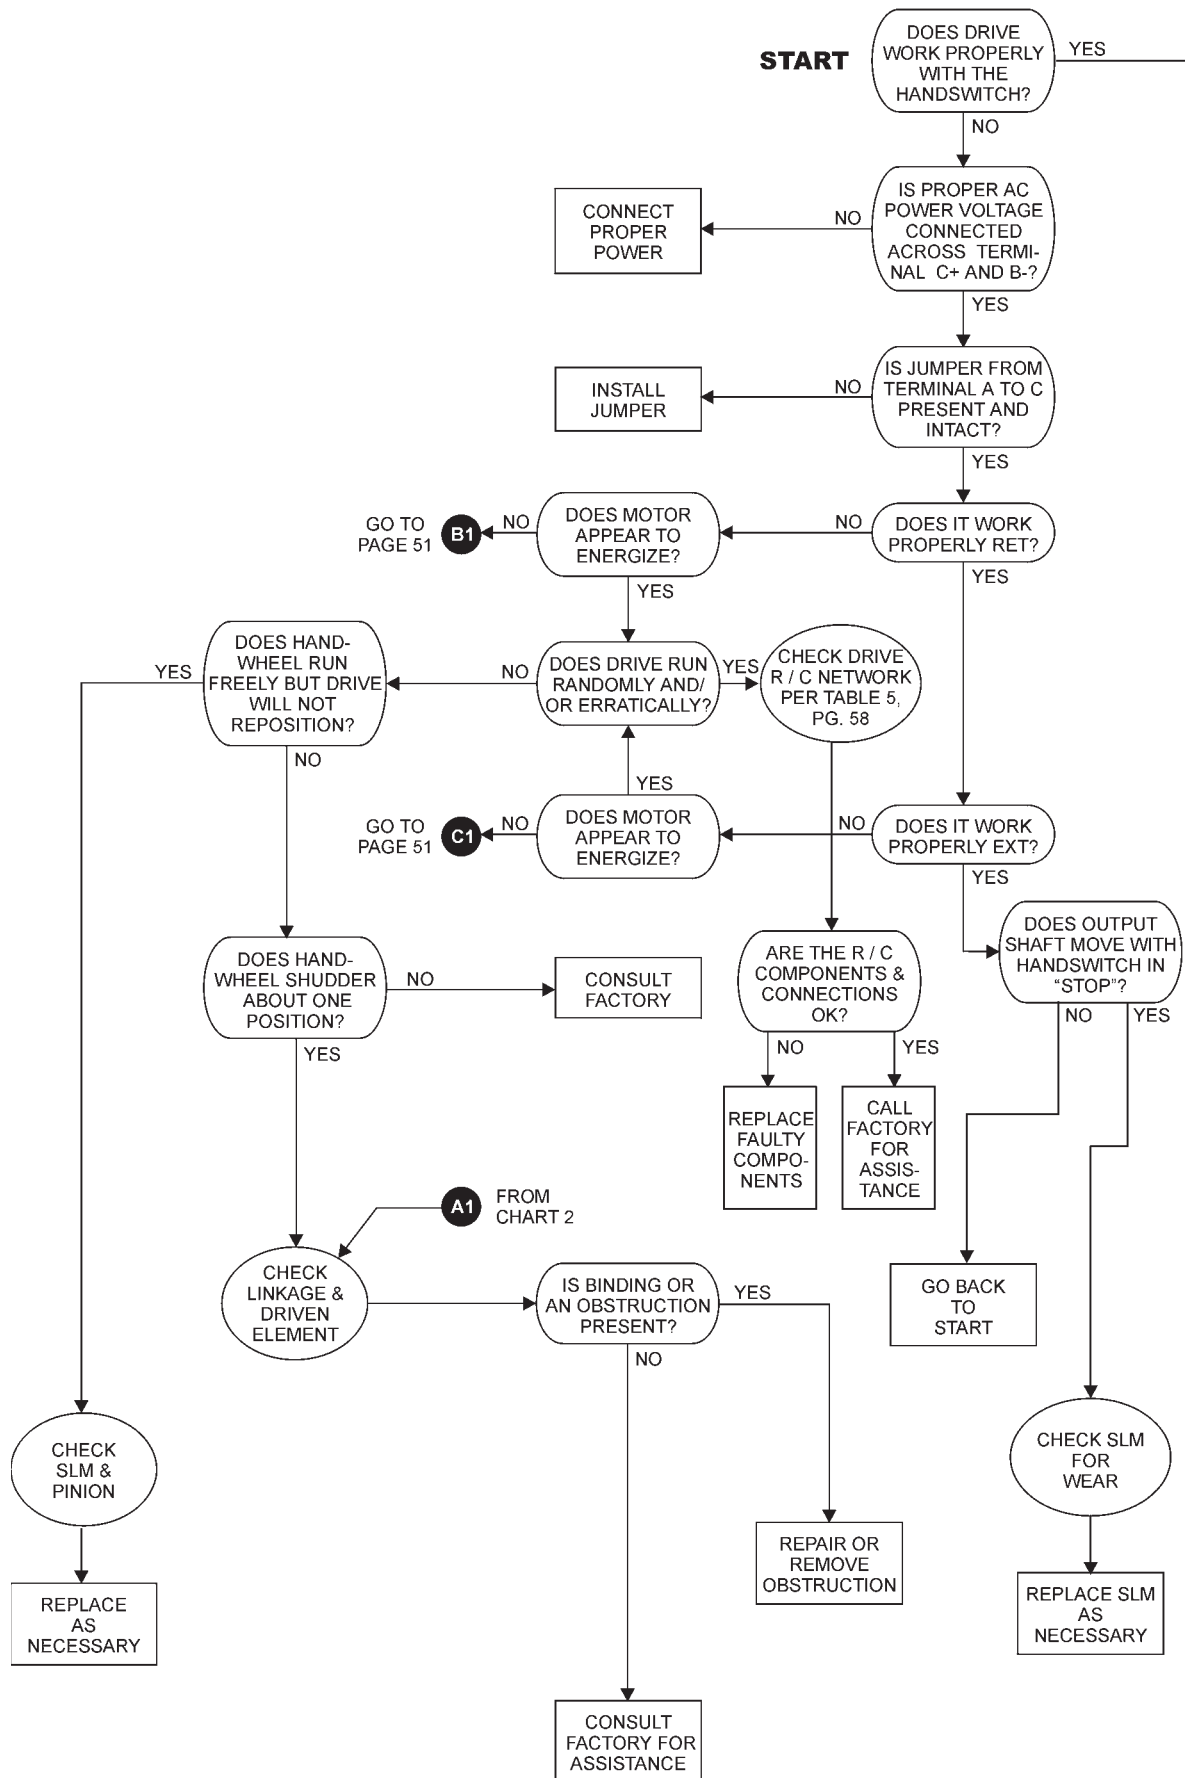 START
DOES DRIVE
WORK PROPERLY
WITH THE
HANDSWITCH?
YES
NO
IS PROPER AC
POWER VOLTAGE
CONNECTED
ACROSS TERMI-
NAL C+ AND B-?
NO
CONNECT
PROPER
POWER
YES
IS JUMPER FROM
TERMINAL A TO C
PRESENT AND
INTACT?
NO
INSTALL
JUMPER
YES
DOES IT WORK
PROPERLY RET?
NO
DOES MOTOR
APPEAR TO
ENERGIZE?
NO
B1
GO TO
PAGE 51
YES
YES
DOES DRIVE RUN
RANDOMLY AND/
OR ERRATICALLY?
YES
CHECK DRIVE
R / C NETWORK
PER TABLE 5,
PG. 58
NO
DOES HAND-
WHEEL RUN
FREELY BUT DRIVE
WILL NOT
REPOSITION?
YES
NO
YES
DOES IT WORK
PROPERLY EXT?
NO
DOES MOTOR
APPEAR TO
ENERGIZE?
NO
C1
GO TO
PAGE 51
YES
DOES OUTPUT
SHAFT MOVE WITH
HANDSWITCH IN
“STOP”?
NO
YES
DOES HAND-
WHEEL SHUDDER
ABOUT ONE
POSITION?
NO
CONSULT
FACTORY
YES
ARE THE R / C
COMPONENTS &
CONNECTIONS
OK?
NO
YES
REPLACE
FAULTY
COMPO-
NENTS
CALL
FACTORY
FOR
ASSIS-
TANCE
A1
FROM
CHART 2
CHECK
LINKAGE &
DRIVEN
ELEMENT
IS BINDING OR
AN OBSTRUCTION
PRESENT?
YES
NO
GO BACK
TO
START
CHECK
SLM &
PINION
CHECK SLM
FOR
WEAR
REPAIR OR
REMOVE
OBSTRUCTION
REPLACE
AS
NECESSARY
REPLACE SLM
AS
NECESSARY
CONSULT
FACTORY FOR
ASSISTANCE